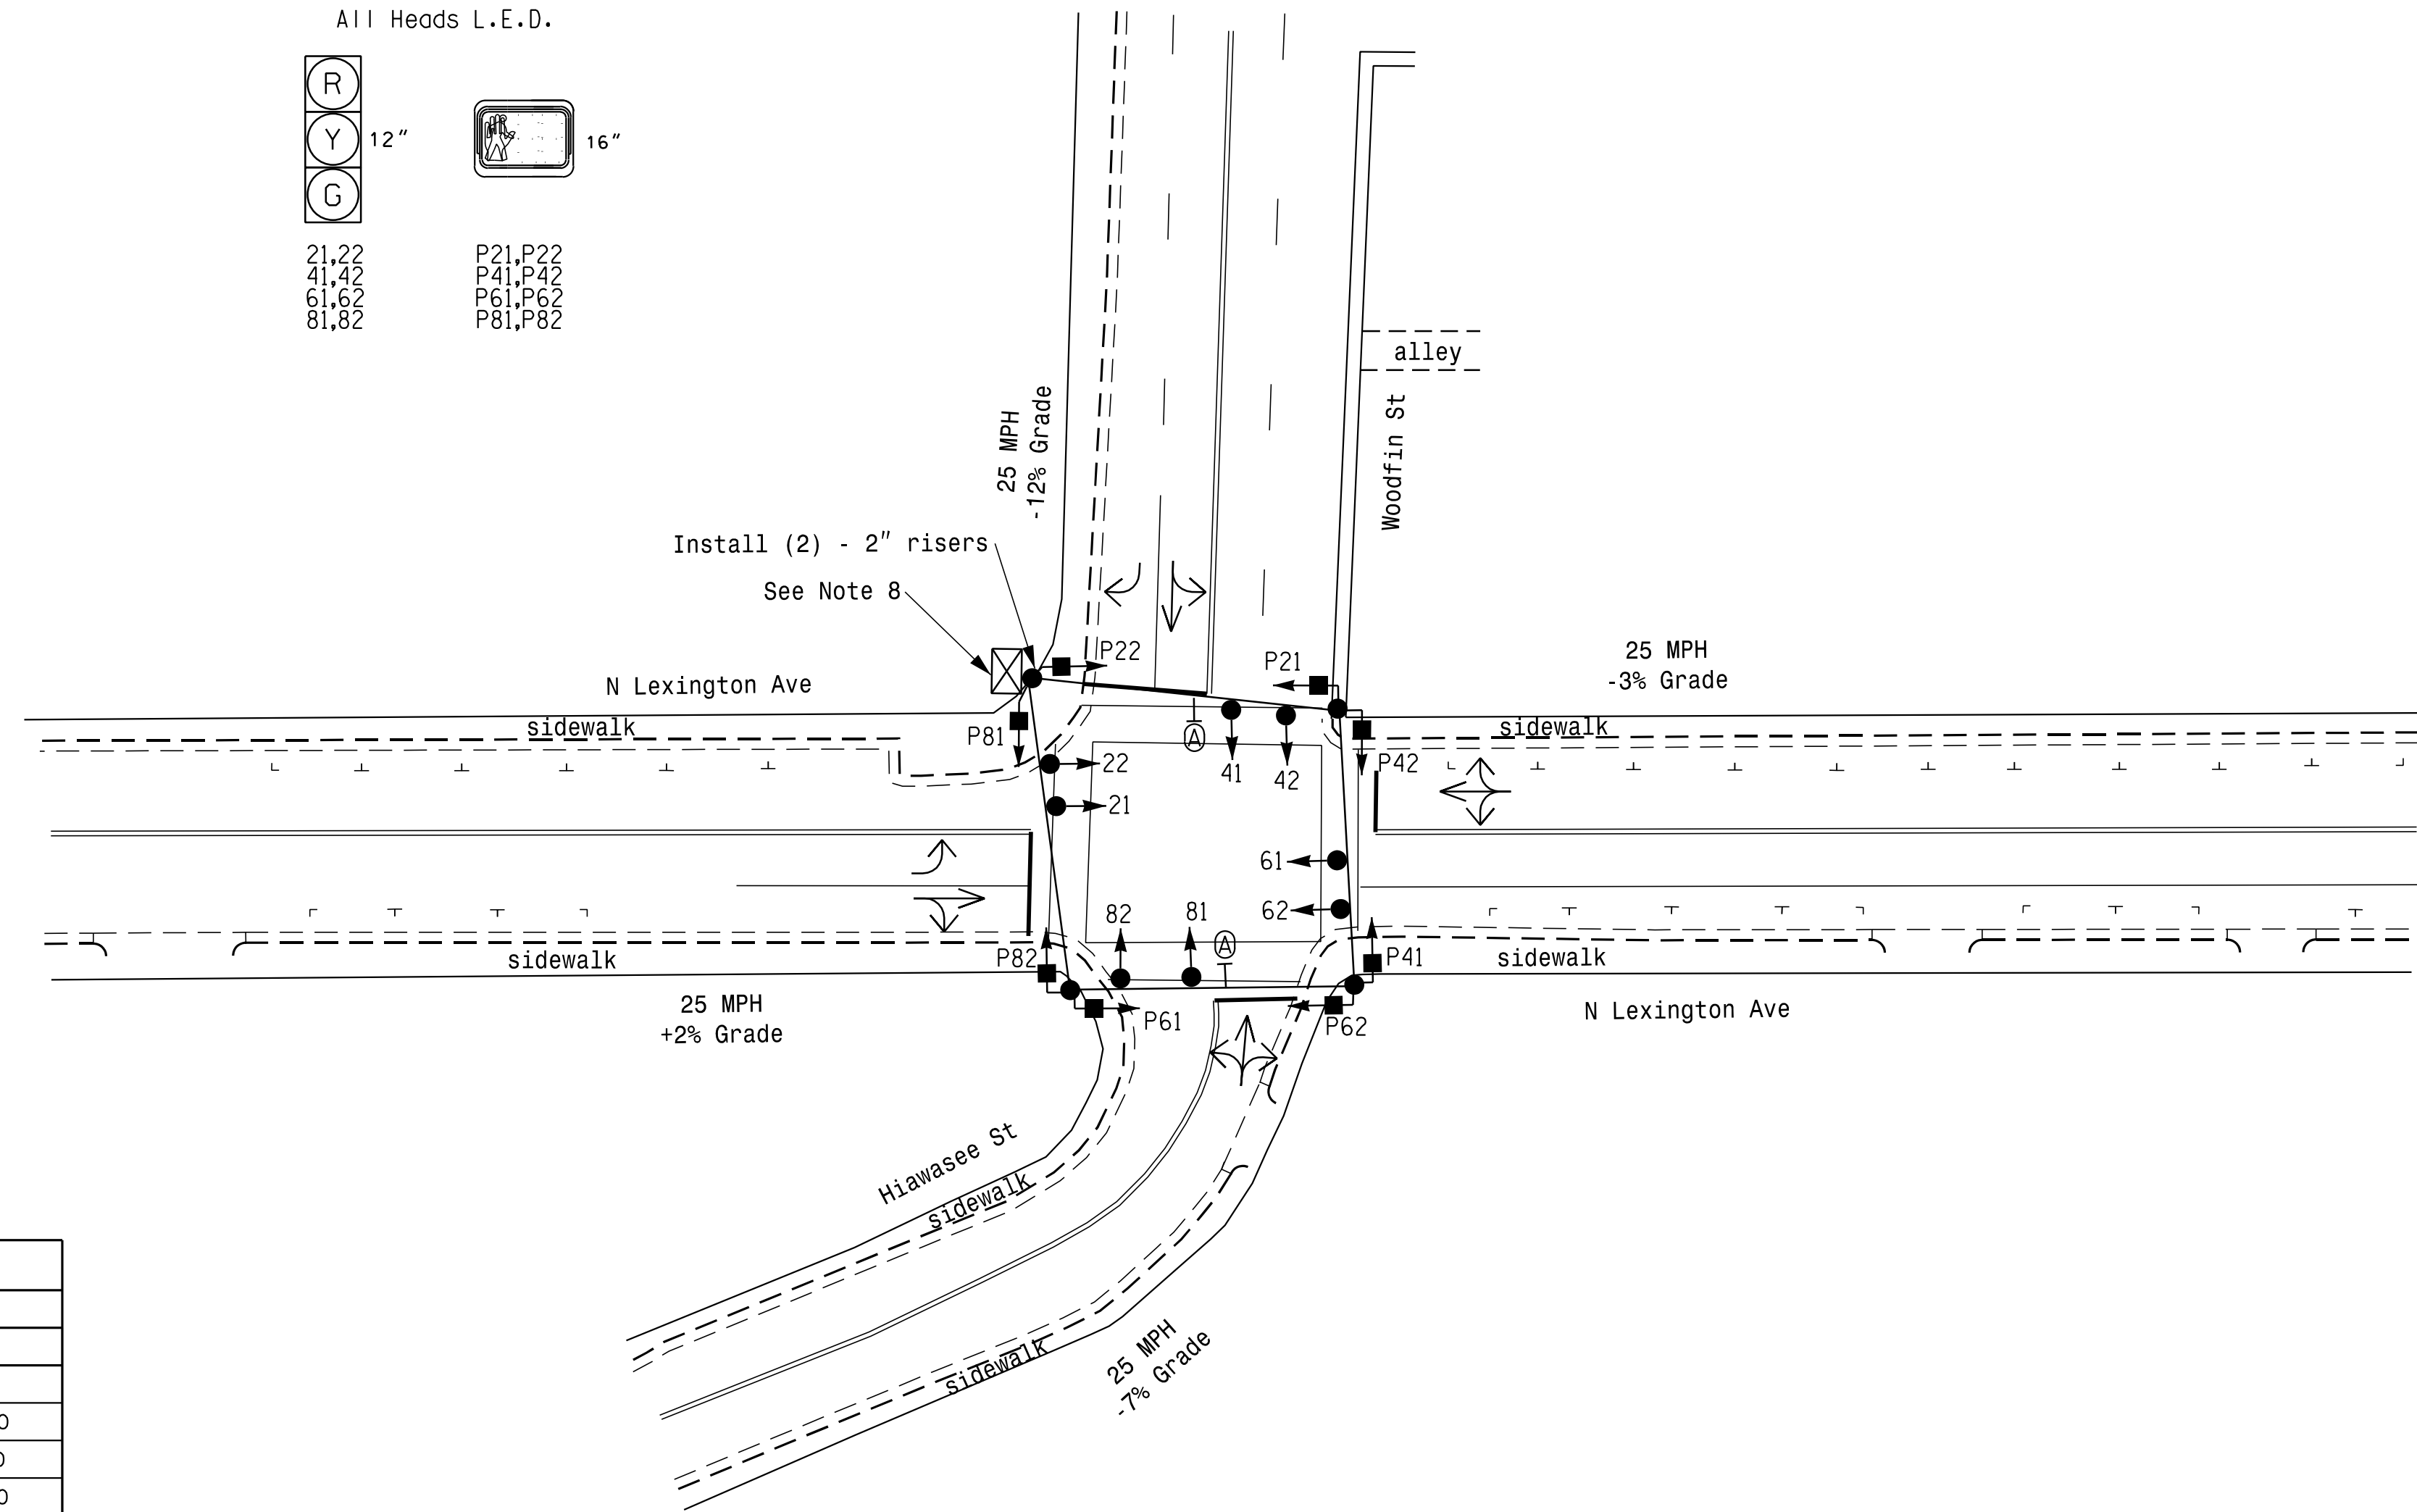 All Heads L.E.D.
R
Y
G
12"
16"
21,22
41,42
61,62
81,82
P21,P22
P41,P42
P61,P62
P81,P82
alley
25 MPH
-12% Grade
Woodfin St
Install (2) - 2" risers
See Note 8
P22
P21
25 MPH
-3% Grade
N Lexington Ave
sidewalk
sidewalk
P81
A
P42
22
41
42
21
61
82
81
62
A
P82
P41
sidewalk
sidewalk
25 MPH
+2% Grade
P61
P62
N Lexington Ave
Hiawasee St
sidewalk
sidewalk
25 MPH
-7% Grade